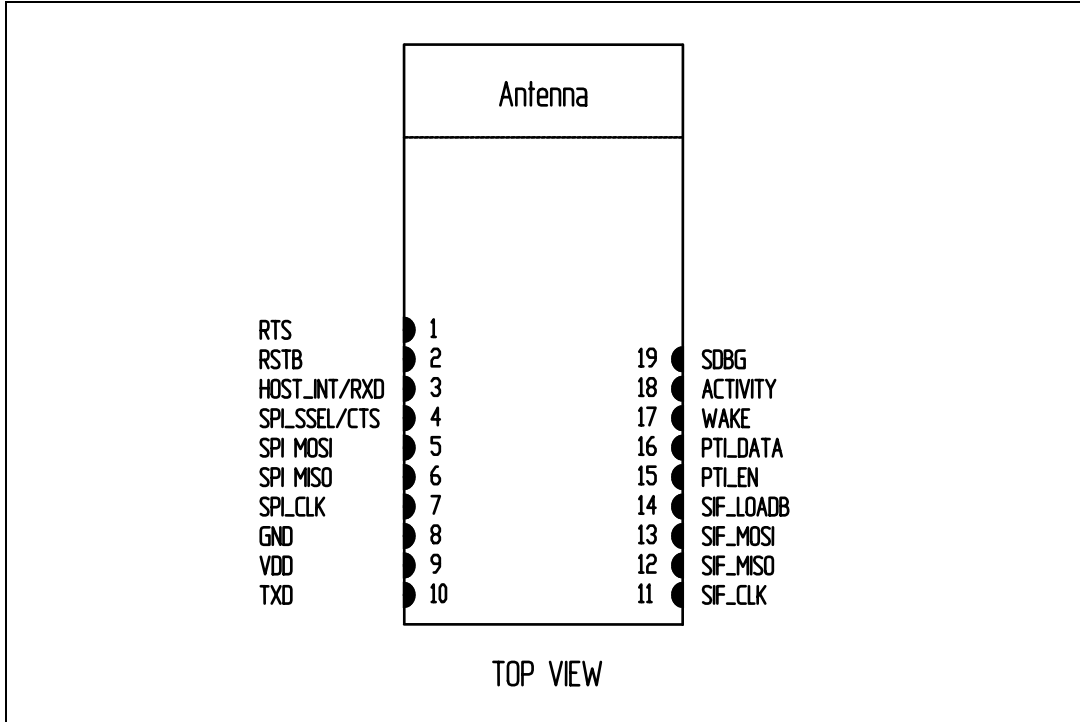 Antenna
RTS 1
RSTB 2 19 SDBG
HOST_INT/RXD 3 18 ACTIVITY
SPI_SSEL/CTS 4 17 WAKE
SPI MOSI 5 16 PTI_DATA
SPI MISO 6 15 PTI_EN
SPI_CLK 7 14 SIF_LOADB
GND 8 13 SIF_MOSI
VDD 9 12 SIF_MISO
TXD 10 11 SIF_CLK
TOP VIEW